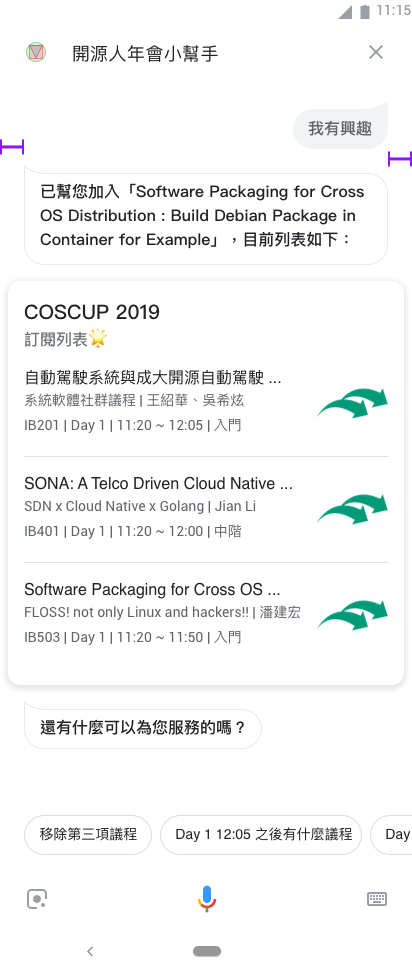 11:15
開源人年會小幫手
我有興趣
已幫您加入「Software Packaging for Cross
OS Distribution : Build Debian Package in
Container for Example」，目前列表如下：
COSCUP 2019
訂閱列表🌟
自動駕駛系統與成大開源自動駕駛 ...
系統軟體社群議程 | 王紹華、吳希炫
IB201 | Day 1 | 11:20 ~ 12:05 | 入門
SONA: A Telco Driven Cloud Native ...
SDN x Cloud Native x Golang | Jian Li
IB401 | Day 1 | 11:20 ~ 12:00 | 中階
Software Packaging for Cross OS ...
FLOSS! not only Linux and hackers!! | 潘建宏
IB503 | Day 1 | 11:20 ~ 11:50 | 入門
還有什麼可以為您服務的嗎？
移除第三項議程
Day 1 12:05 之後有什麼議程
Day